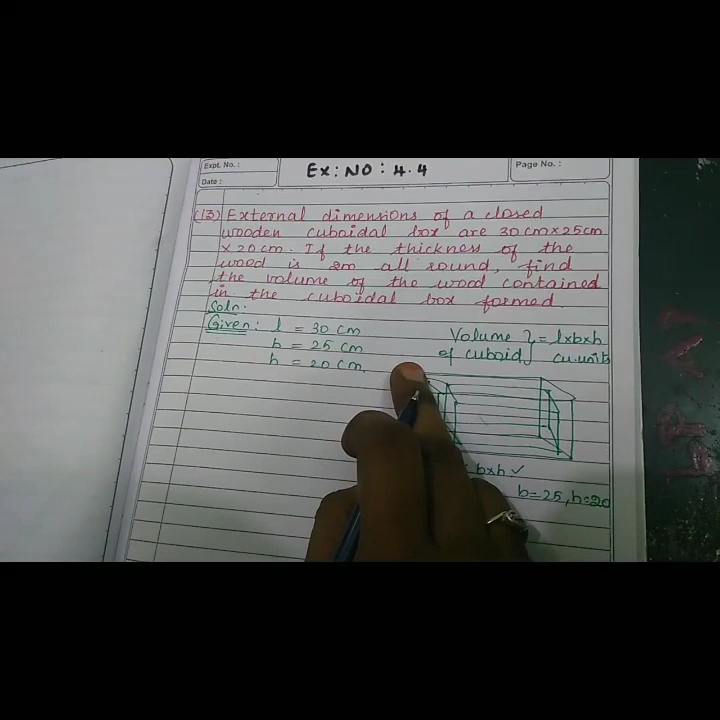 Expt. No. :
Date :
Ex: NO : 4.4
Page No. :
(13) External dimensions of a closed
wooden cuboidal box are 30cm×25cm
×20cm. If the thickness of the
wood is 2m all round, find
the volume of the wood contained
in the cuboidal box formed
Soln:
Given: l = 30 cm
b = 25 cm
h = 20 cm.
Volume } = l×b×h
of cuboid } cu.units
b×h ✓
b=25, h=20